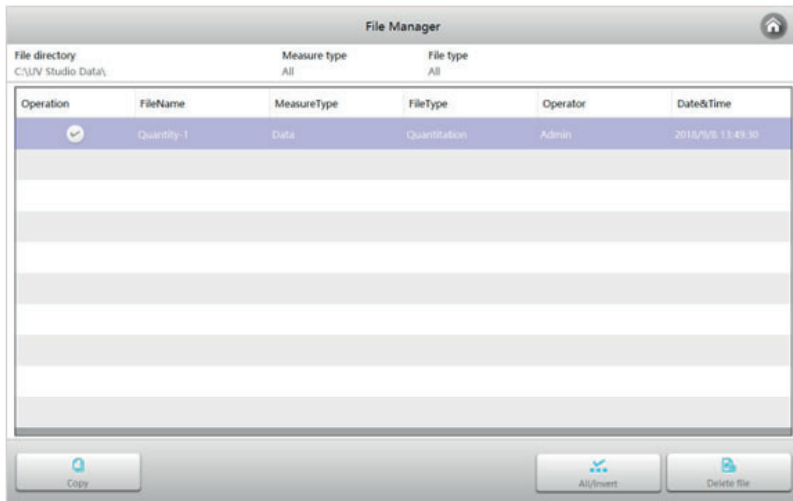 File Manager
File directory Measure type File type
C:\UV Studio Data\ All All
Operation FileName MeasureType FileType Operator Date&Time
Quantity-1 Data Quantitation Admin 2018/9/8 13:49:30
Copy All/Invert Delete file